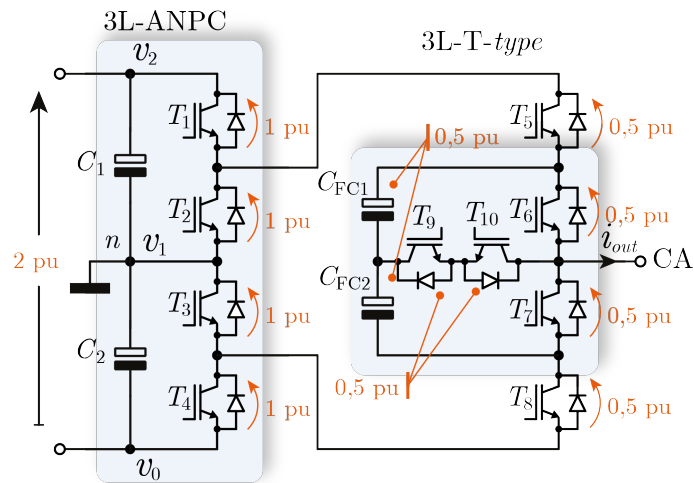 3L-ANPC
3L-T-type
v2
T1
1 pu
T5
0,5 pu
C1
0,5 pu
CFC1
T2
1 pu
T9
T10
T6
0,5 pu
n
v1
iout
2 pu
CA
CFC2
T3
1 pu
T7
0,5 pu
C2
0,5 pu
T4
1 pu
T8
0,5 pu
v0